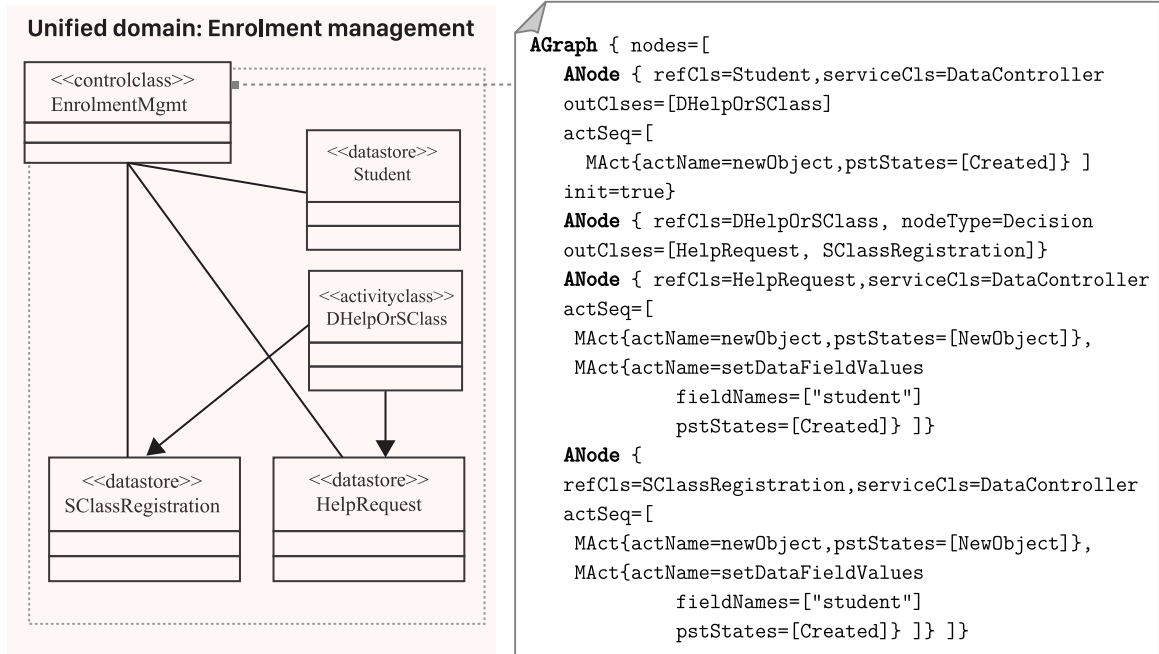 Unified domain: Enrolment management
<<controlclass>>
EnrolmentMgmt
<<datastore>>
Student
<<activityclass>>
DHelpOrSClass
<<datastore>>
SClassRegistration
<<datastore>>
HelpRequest
AGraph { nodes=[
ANode { refCls=Student,serviceCls=DataController
outClses=[DHelpOrSClass]
actSeq=[
MAct{actName=newObject,pstStates=[Created]} ]
init=true}
ANode { refCls=DHelpOrSClass, nodeType=Decision
outClses=[HelpRequest, SClassRegistration]}
ANode { refCls=HelpRequest,serviceCls=DataController
actSeq=[
MAct{actName=newObject,pstStates=[NewObject]},
MAct{actName=setDataFieldValues
fieldNames=["student"]
pstStates=[Created]} ]}
ANode {
refCls=SClassRegistration,serviceCls=DataController
actSeq=[
MAct{actName=newObject,pstStates=[NewObject]},
MAct{actName=setDataFieldValues
fieldNames=["student"]
pstStates=[Created]} ]} ]}